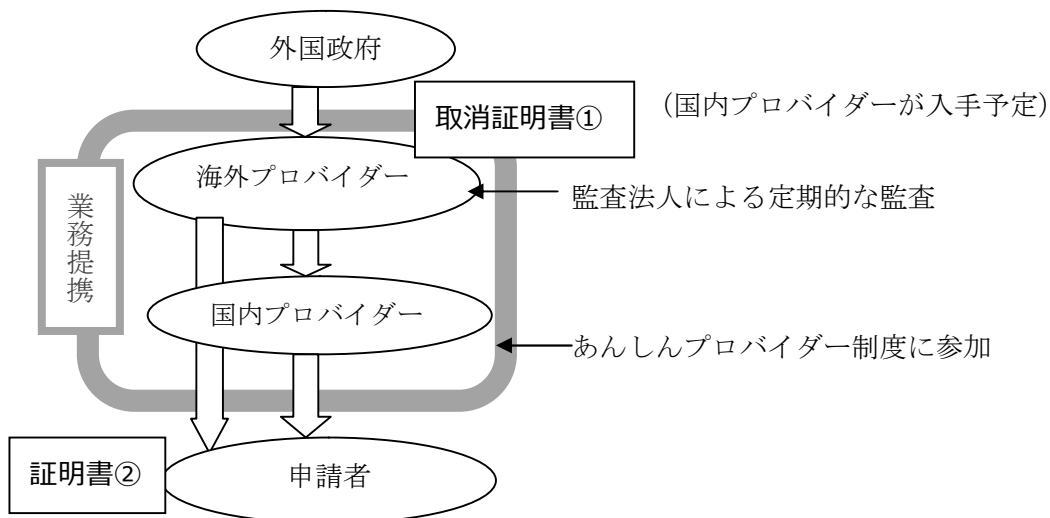 外国政府
取消証明書①
（国内プロバイダーが入手予定）
海外プロバイダー
監査法人による定期的な監査
業務提携
国内プロバイダー
あんしんプロバイダー制度に参加
証明書②
申請者